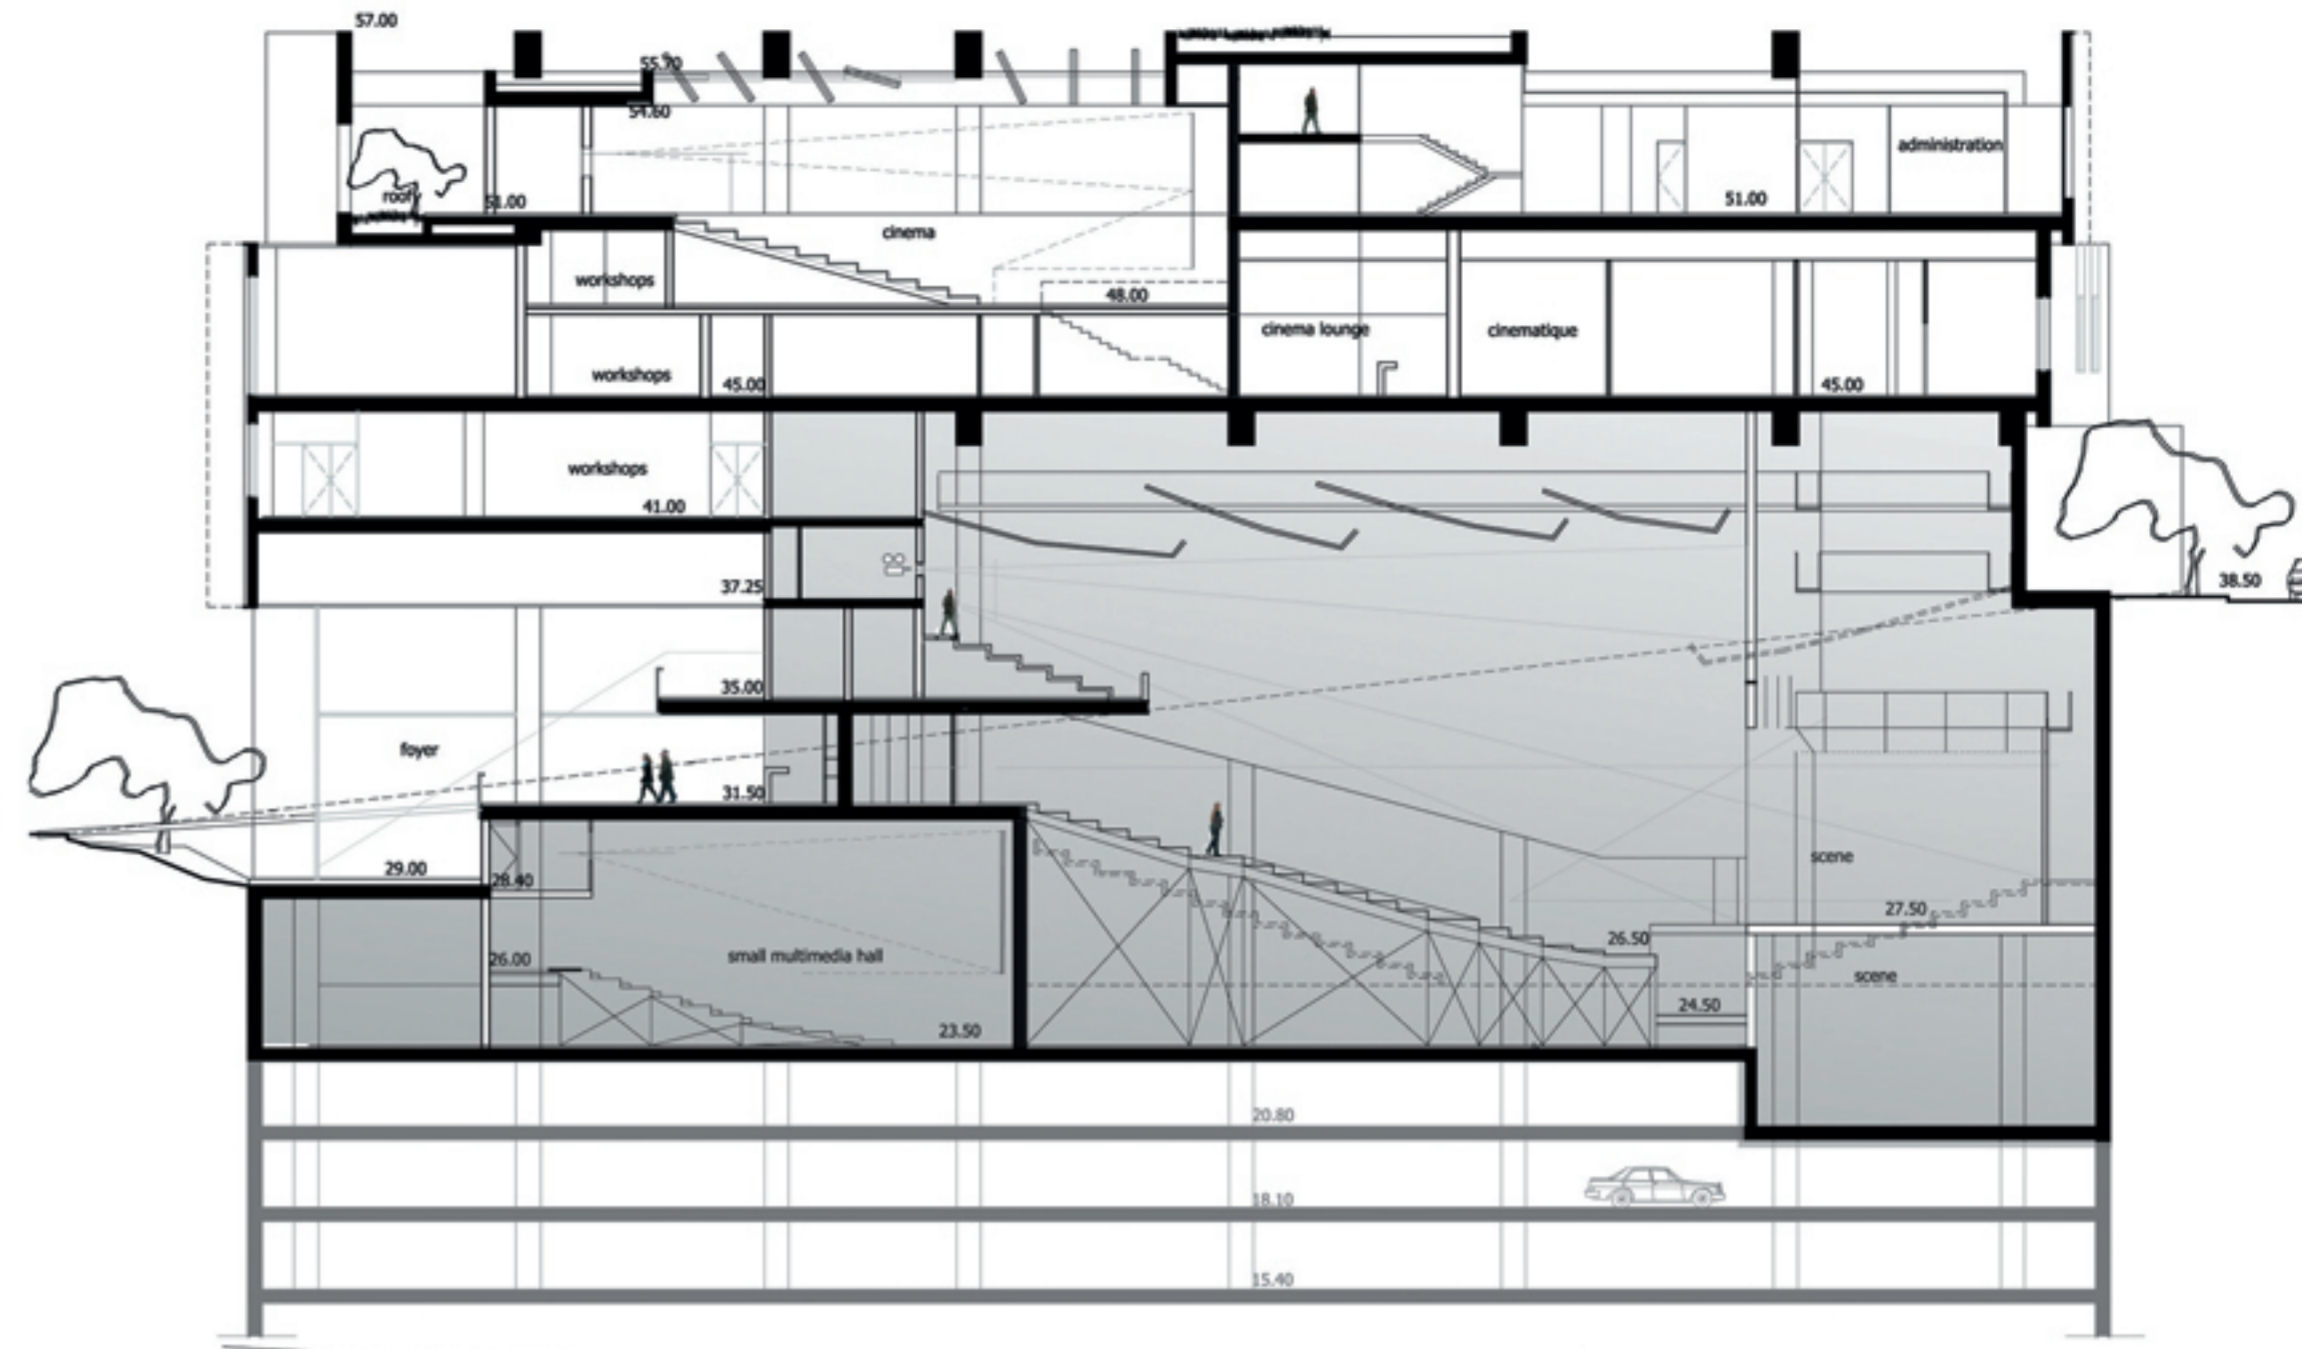 57.00
55.70
54.60
administration
roof
51.00
51.00
cinema
workshops
48.00
cinema lounge
cinematique
workshops
45.00
45.00
workshops
41.00
37.25
38.50
35.00
foyer
31.50
29.00
28.40
scene
27.50
26.50
small multimedia hall
26.00
scene
24.50
23.50
20.80
18.10
15.40